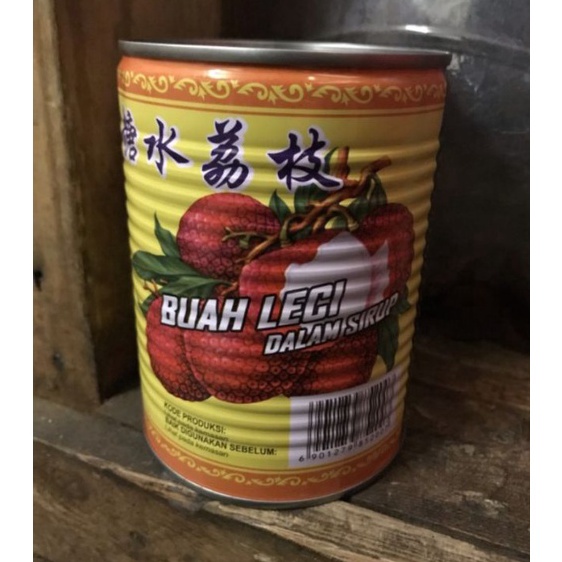 糖水荔枝
BUAH LECI
DALAM SIRUP
KODE PRODUKSI:
BAIK DIGUNAKAN SEBELUM: